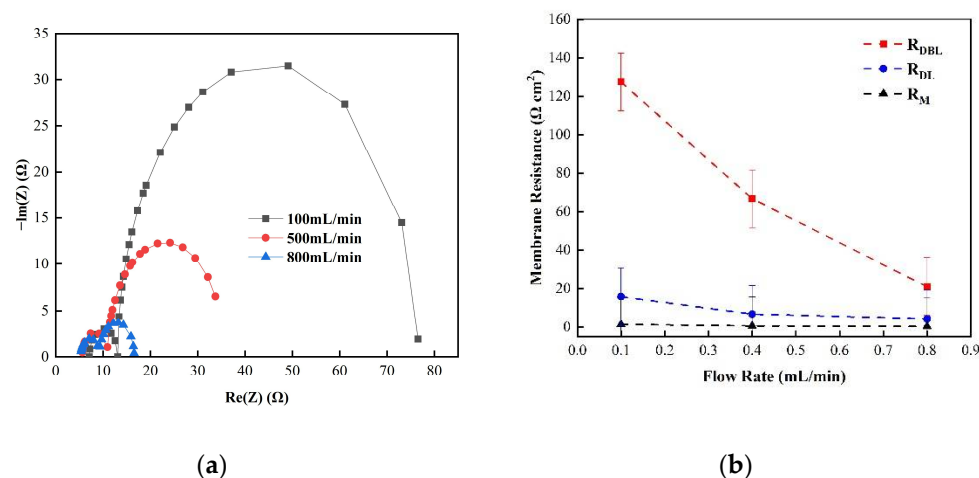 35
30
25
20
15
10
5
0
−Im(Z) (Ω)
100mL/min
500mL/min
800mL/min
0 10 20 30 40 50 60 70 80
Re(Z) (Ω)
(a)
160
140
120
100
80
60
40
20
0
Membrane Resistance (Ω cm²)
R_DBL
R_DL
R_M
0.0 0.1 0.2 0.3 0.4 0.5 0.6 0.7 0.8 0.9
Flow Rate (mL/min)
(b)